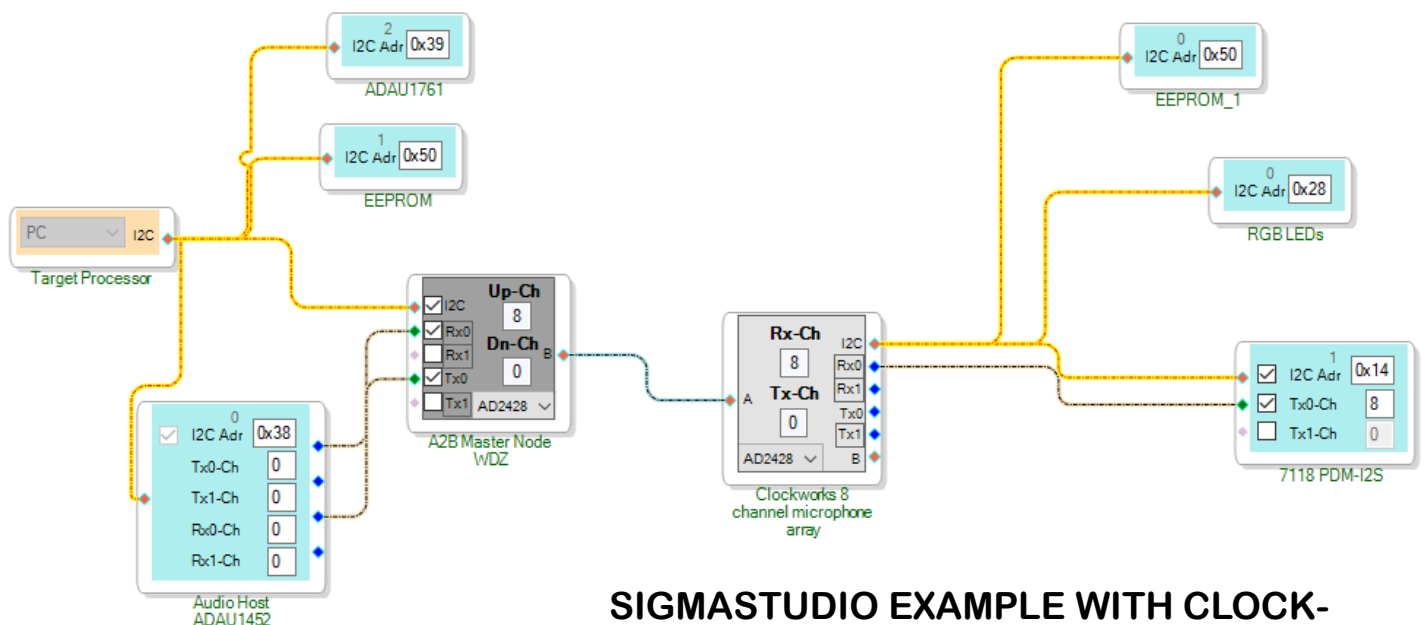 2
I2C Adr 0x39
ADAU1761
1
I2C Adr 0x50
EEPROM
PC I2C
Target Processor
0
I2C Adr 0x38
Tx0-Ch 0
Tx1-Ch 0
Rx0-Ch 0
Rx1-Ch 0
Audio Host
ADAU1452
Up-Ch
I2C
8
Rx0
Dn-Ch
Rx1
B
0
Tx0
Tx1 AD2428
A2B Master Node
WDZ
Rx-Ch
I2C
8
Rx0
Rx1
A
Tx-Ch
Tx0
0
Tx1
AD2428 B
Clockworks 8
channel microphone
array
0
I2C Adr 0x50
EEPROM_1
0
I2C Adr 0x28
RGB LEDs
1
I2C Adr 0x14
Tx0-Ch 8
Tx1-Ch 0
7118 PDM-I2S
SIGMASTUDIO EXAMPLE WITH CLOCK-